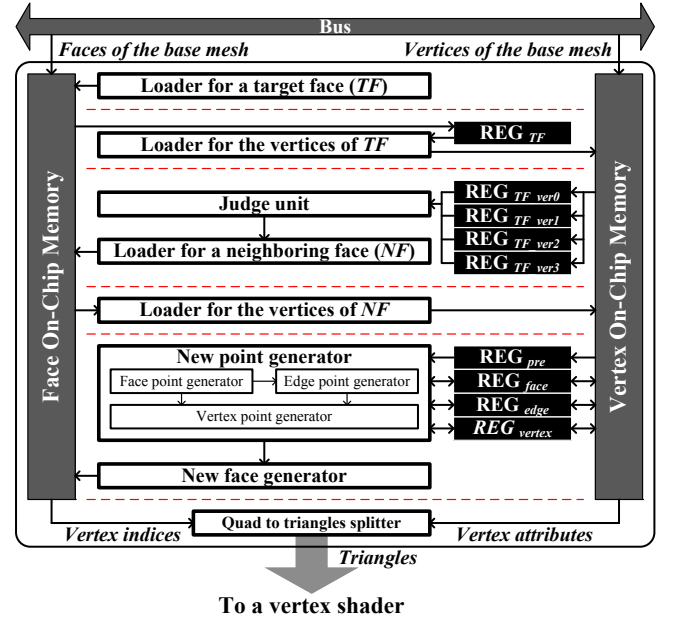 Bus
Faces of the base mesh
Vertices of the base mesh
Loader for a target face (TF)
REG TF
Loader for the vertices of TF
Face On-Chip Memory
Vertex On-Chip Memory
Judge unit
REG TF ver0
REG TF ver1
REG TF ver2
REG TF ver3
Loader for a neighboring face (NF)
Loader for the vertices of NF
New point generator
Face point generator
Edge point generator
Vertex point generator
REG pre
REG face
REG edge
REG vertex
New face generator
Quad to triangles splitter
Vertex indices
Vertex attributes
Triangles
To a vertex shader